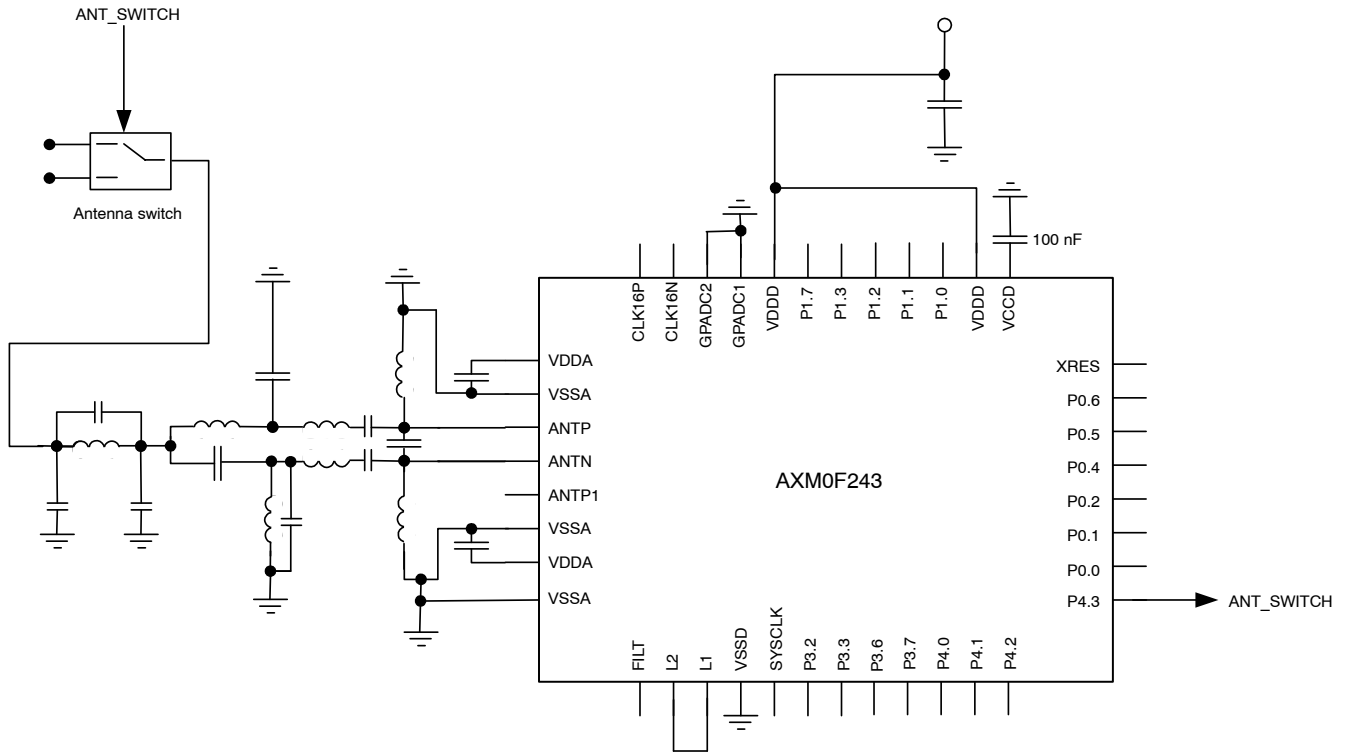 ANT_SWITCH
Antenna switch
100 nF
CLK16P
CLK16N
GPADC2
GPADC1
VDDD
P1.7
P1.3
P1.2
P1.1
P1.0
VDDD
VCCD
VDDA
VSSA
ANTP
ANTN
ANTP1
VSSA
VDDA
VSSA
AXM0F243
XRES
P0.6
P0.5
P0.4
P0.2
P0.1
P0.0
P4.3
ANT_SWITCH
FILT
L2
L1
VSSD
SYSCLK
P3.2
P3.3
P3.6
P3.7
P4.0
P4.1
P4.2